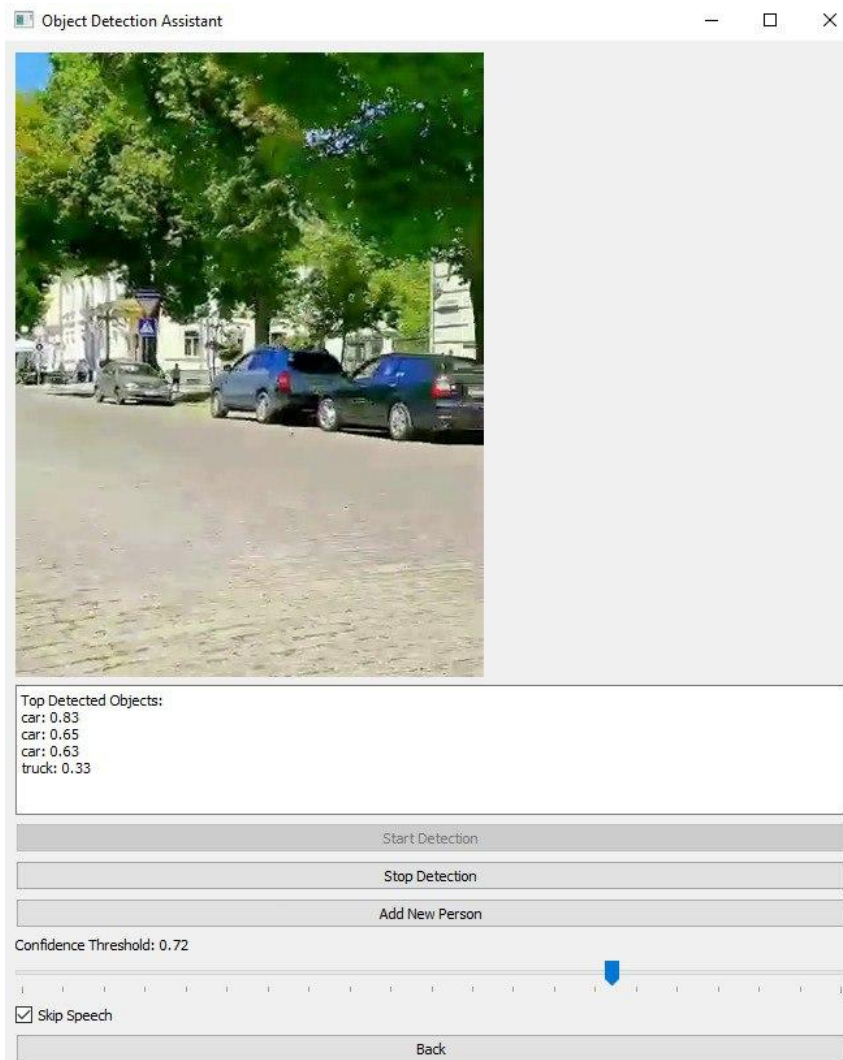 Object Detection Assistant
Top Detected Objects:
car: 0.83
car: 0.65
car: 0.63
truck: 0.33
Start Detection
Stop Detection
Add New Person
Confidence Threshold: 0.72
Skip Speech
Back